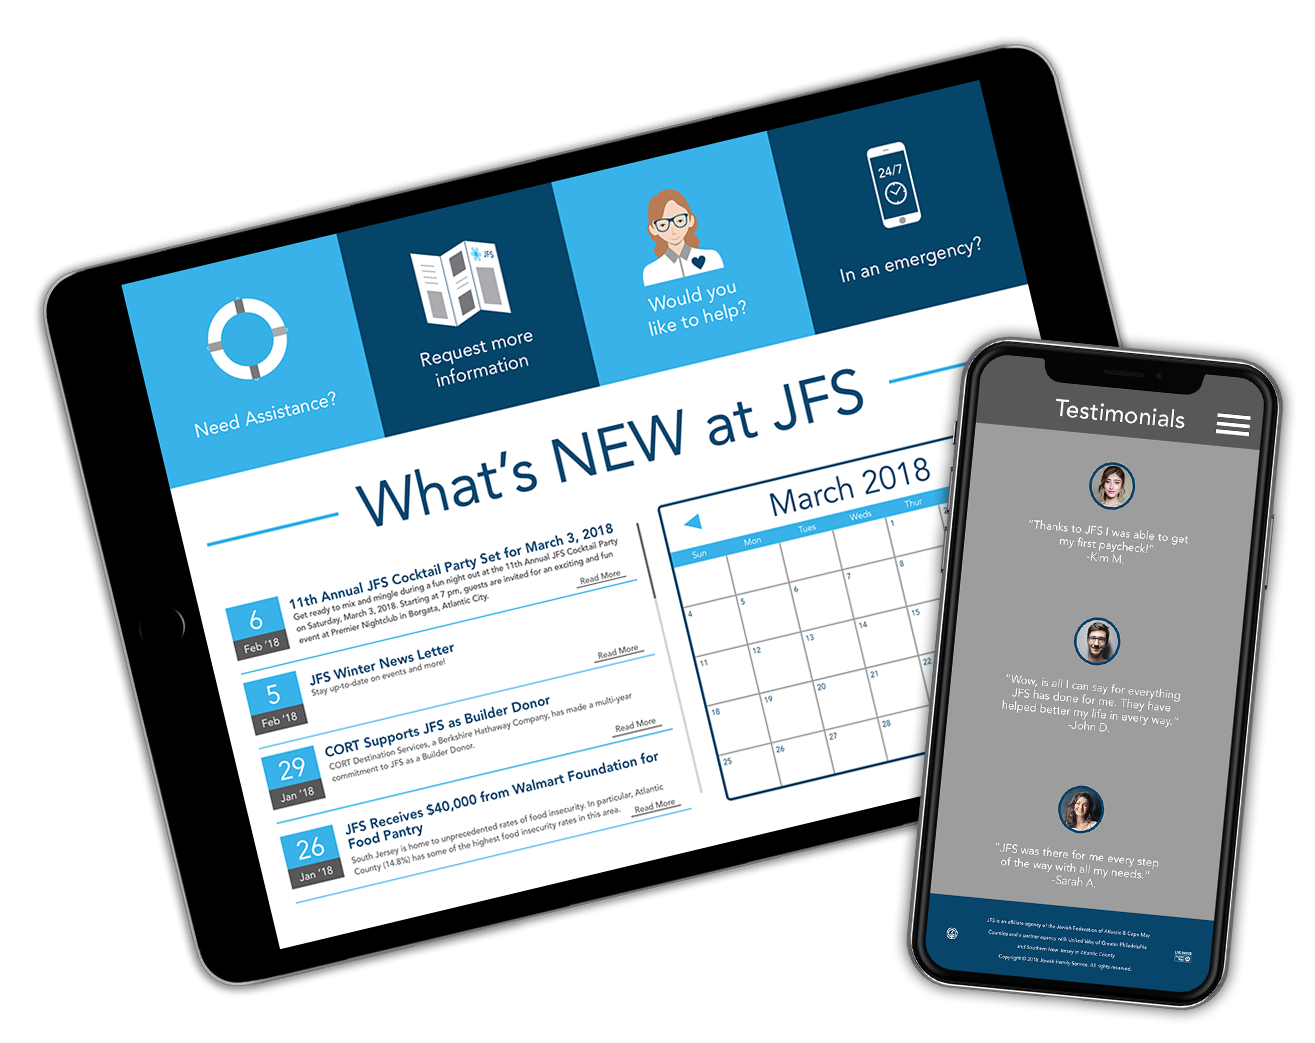 Need Assistance?
JFS
Request more
information
Would you
like to help?
24/7
In an emergency?
What's NEW at JFS
6
Feb '18
11th Annual JFS Cocktail Party Set for March 3, 2018
Get ready to mix and mingle during a fun night out at the 11th Annual JFS Cocktail Party
on Saturday, March 3, 2018. Starting at 7 pm, guests are invited for an exciting and fun
event at Premier Nightclub in Borgata, Atlantic City.
Read More
5
Feb '18
JFS Winter News Letter
Stay up-to-date on events and more!
Read More
29
Jan '18
CORT Supports JFS as Builder Donor
CORT Destination Services, a Berkshire Hathaway Company, has made a multi-year
commitment to JFS as a Builder Donor.
Read More
26
Jan '18
JFS Receives $40,000 from Walmart Foundation for
Food Pantry
South Jersey is home to unprecedented rates of food insecurity. In particular, Atlantic
County (14.8%) has some of the highest food insecurity rates in this area.
Read More
March 2018
Sun Mon Tues Weds Thur
1
4 5 6 7 8
11 12 13 14 15
18 19 20 21 22
25 26 27 28
Testimonials
"Thanks to JFS I was able to get
my first paycheck!"
-Kim M.
"Wow, is all I can say for everything
JFS has done for me. They have
helped better my life in every way."
-John D.
"JFS was there for me every step
of the way with all my needs."
-Sarah A.
JFS is an affiliate agency of the Jewish Federation of Atlantic & Cape May
Counties and a partner agency with United Way of Greater Philadelphia
and Southern New Jersey in Atlantic County
Copyright © 2018 Jewish Family Service. All rights reserved.